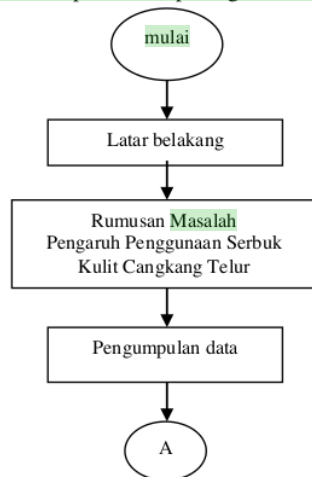 mulai
Latar belakang
Rumusan Masalah
Pengaruh Penggunaan Serbuk
Kulit Cangkang Telur
Pengumpulan data
A